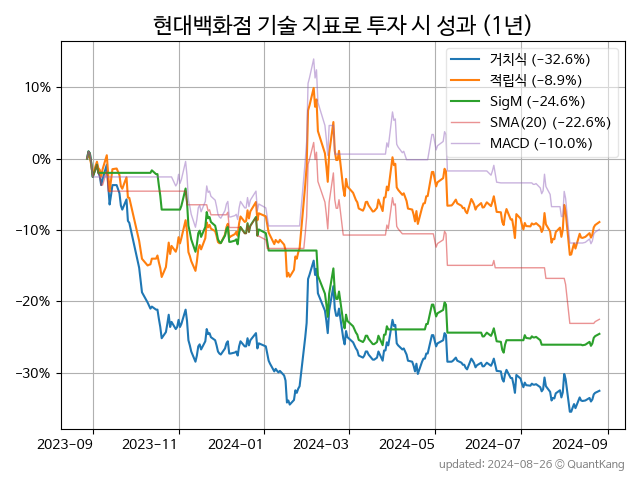 현대백화점 기술 지표로 투자 시 성과 (1년)
거치식 (−32.6%)
적립식 (−8.9%)
SigM (−24.6%)
SMA(20) (−22.6%)
MACD (−10.0%)
10%
0%
−10%
−20%
−30%
2023-09 2023-11 2024-01 2024-03 2024-05 2024-07 2024-09
updated: 2024-08-26 ⓒ QuantKang